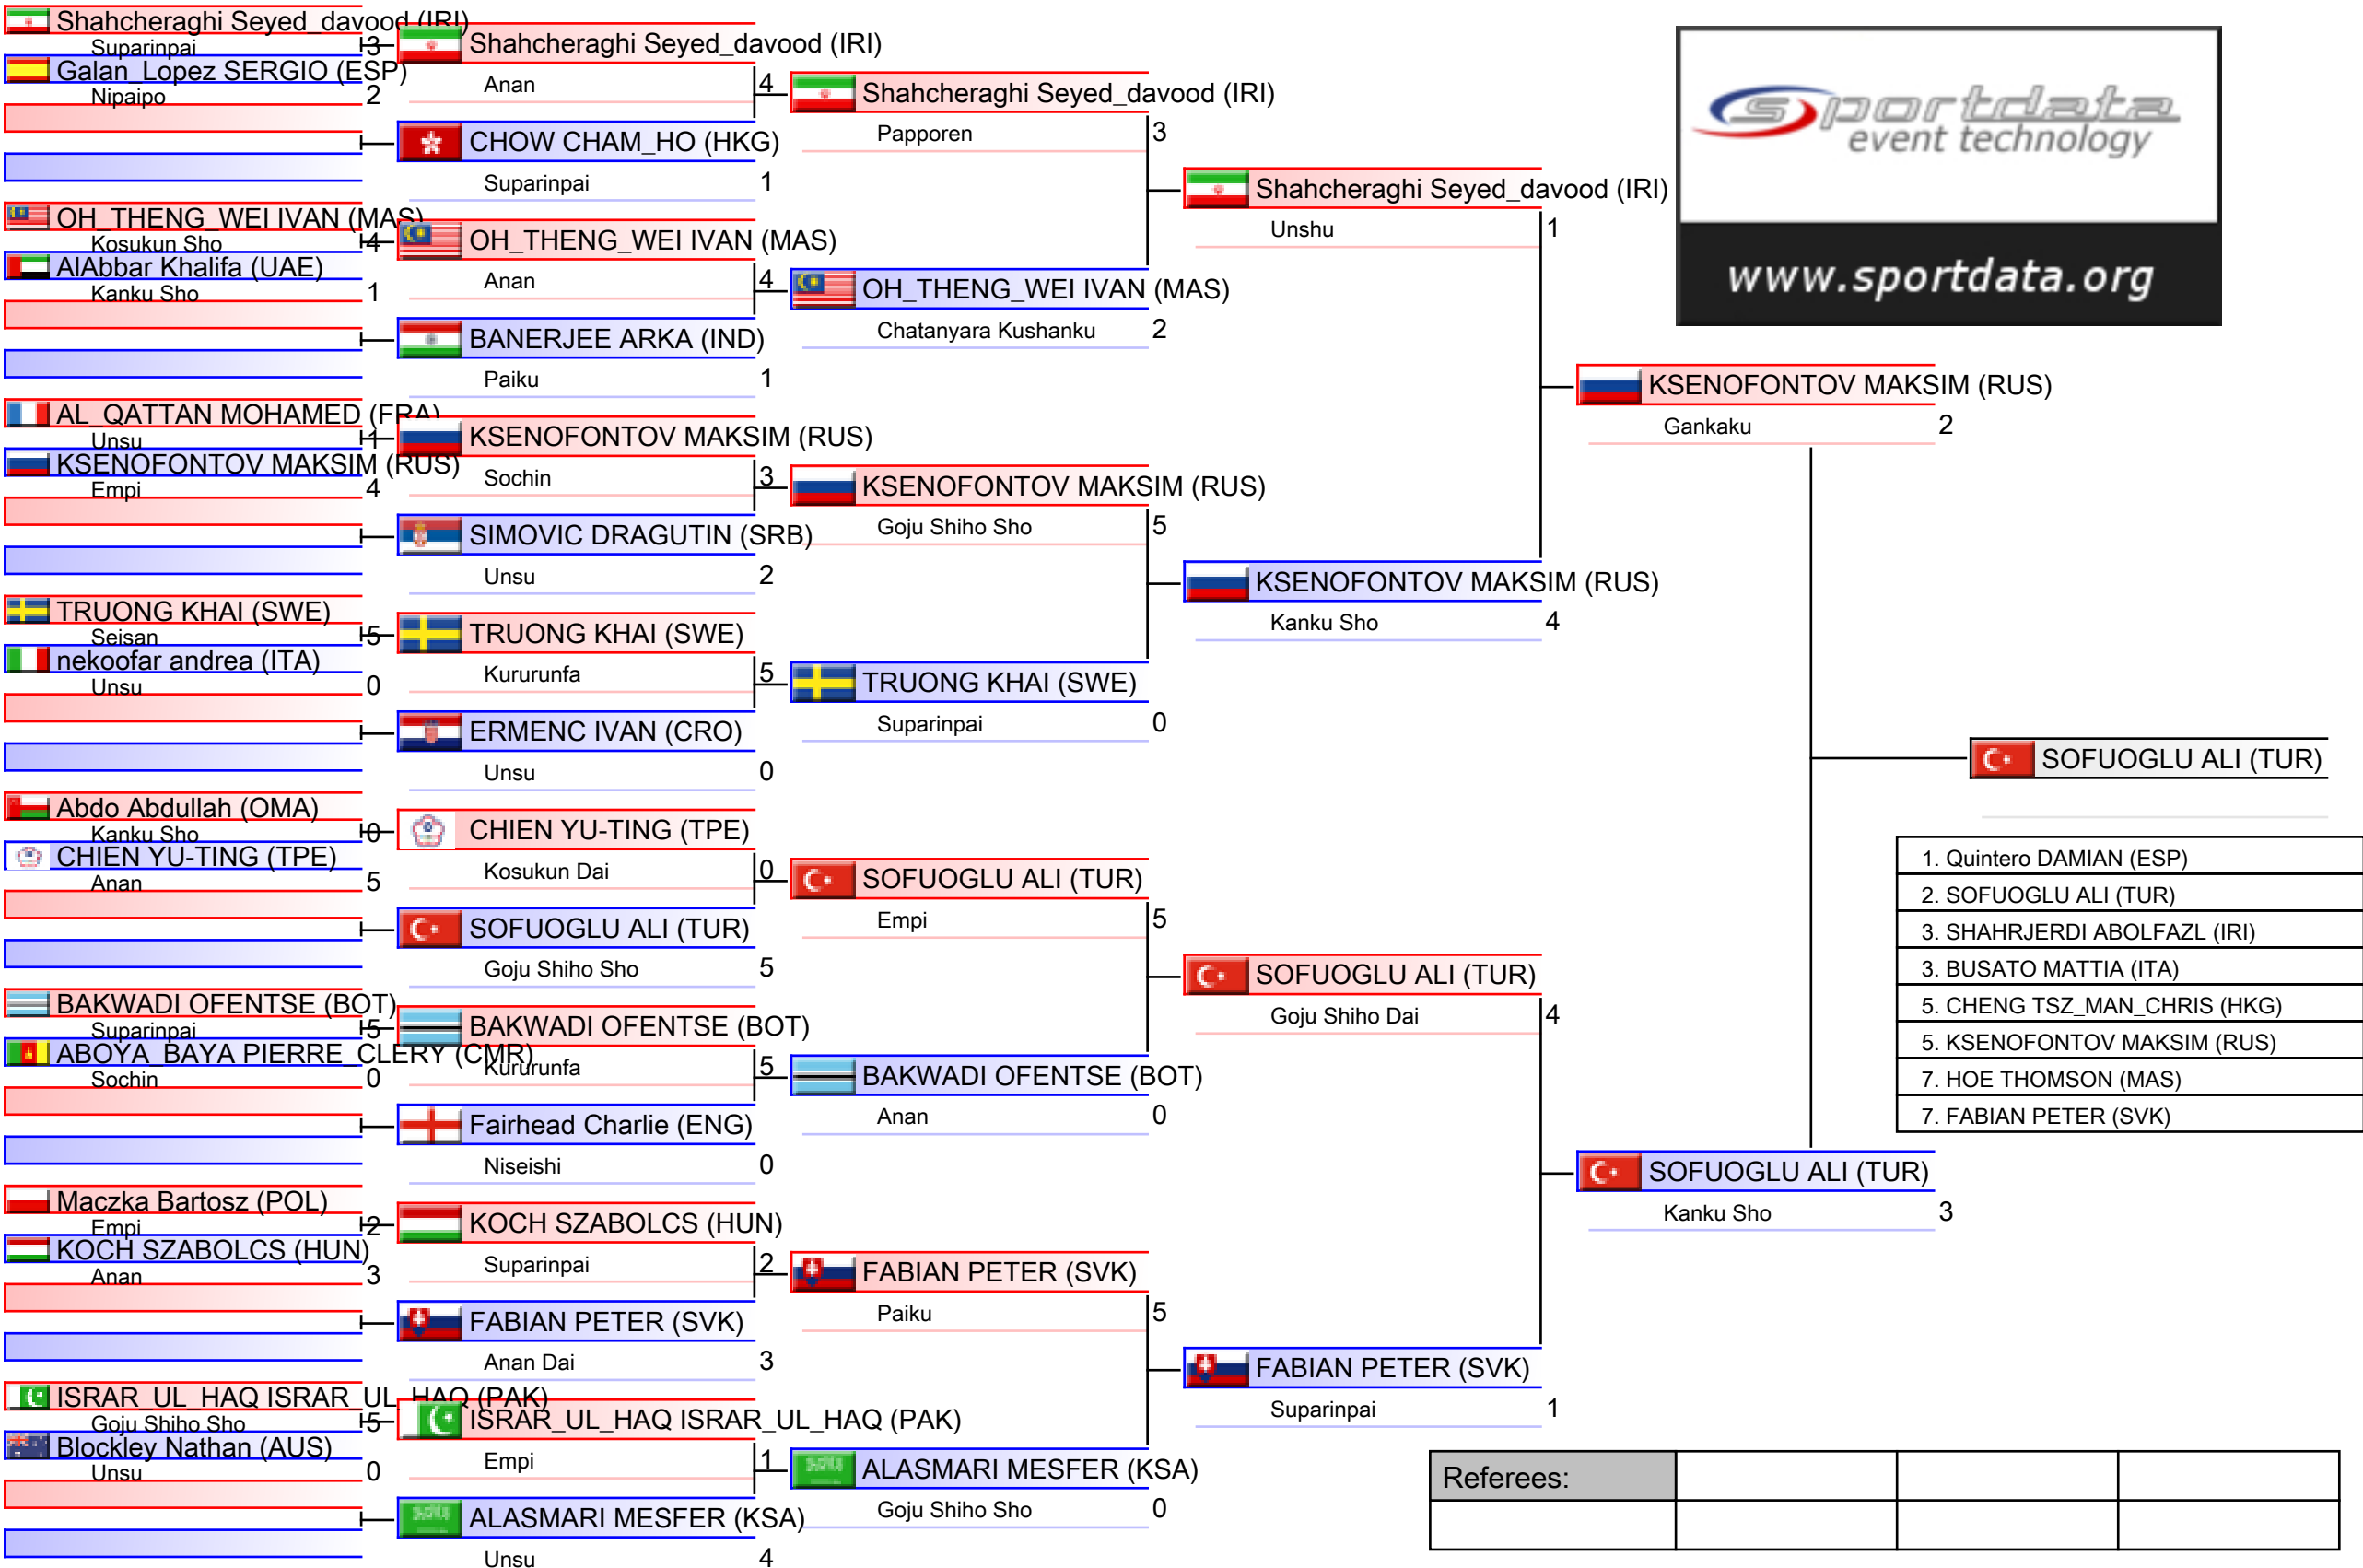 Shahcheraghi Seyed_davood (IRI)
Suparinpai 3
Galan_Lopez SERGIO (ESP)
Nipaipo 2
OH_THENG_WEI IVAN (MAS)
Kosukun Sho 4
AlAbbar Khalifa (UAE)
Kanku Sho 1
AL_QATTAN MOHAMED (FRA)
Unsu 1
KSENOFONTOV MAKSIM (RUS)
Empi 4
TRUONG KHAI (SWE)
Seisan 5
nekoofar andrea (ITA)
Unsu 0
Abdo Abdullah (OMA)
Kanku Sho 0
CHIEN YU-TING (TPE)
Anan 5
BAKWADI OFENTSE (BOT)
Suparinpai 5
ABOYA_BAYA PIERRE_CLERY (CMR)
Sochin 0
Maczka Bartosz (POL)
Empi 2
KOCH SZABOLCS (HUN)
Anan 3
ISRAR_UL_HAQ ISRAR_UL_HAQ (PAK)
Goju Shiho Sho 5
Blockley Nathan (AUS)
Unsu 0
Shahcheraghi Seyed_davood (IRI)
Anan 4
CHOW CHAM_HO (HKG)
Suparinpai 1
OH_THENG_WEI IVAN (MAS)
Anan 4
BANERJEE ARKA (IND)
Paiku 1
KSENOFONTOV MAKSIM (RUS)
Sochin 3
SIMOVIC DRAGUTIN (SRB)
Unsu 2
TRUONG KHAI (SWE)
Kururunfa 5
ERMENC IVAN (CRO)
Unsu 0
CHIEN YU-TING (TPE)
Kosukun Dai 0
SOFUOGLU ALI (TUR)
Goju Shiho Sho 5
BAKWADI OFENTSE (BOT)
Kururunfa 5
Fairhead Charlie (ENG)
Niseishi 0
KOCH SZABOLCS (HUN)
Suparinpai 2
FABIAN PETER (SVK)
Anan Dai 3
ISRAR_UL_HAQ ISRAR_UL_HAQ (PAK)
Empi 1
ALASMARI MESFER (KSA)
Unsu 4
Shahcheraghi Seyed_davood (IRI)
Papporen 3
OH_THENG_WEI IVAN (MAS)
Chatanyara Kushanku 2
KSENOFONTOV MAKSIM (RUS)
Goju Shiho Sho 5
TRUONG KHAI (SWE)
Suparinpai 0
SOFUOGLU ALI (TUR)
Empi 5
BAKWADI OFENTSE (BOT)
Anan 0
FABIAN PETER (SVK)
Paiku 5
ALASMARI MESFER (KSA)
Goju Shiho Sho 0
Shahcheraghi Seyed_davood (IRI)
Unshu 1
KSENOFONTOV MAKSIM (RUS)
Kanku Sho 4
SOFUOGLU ALI (TUR)
Goju Shiho Dai 4
FABIAN PETER (SVK)
Suparinpai 1
KSENOFONTOV MAKSIM (RUS)
Gankaku 2
SOFUOGLU ALI (TUR)
Kanku Sho 3
SOFUOGLU ALI (TUR)
sportdata
event technology
www.sportdata.org
1. Quintero DAMIAN (ESP)
2. SOFUOGLU ALI (TUR)
3. SHAHRJERDI ABOLFAZL (IRI)
3. BUSATO MATTIA (ITA)
5. CHENG TSZ_MAN_CHRIS (HKG)
5. KSENOFONTOV MAKSIM (RUS)
7. HOE THOMSON (MAS)
7. FABIAN PETER (SVK)
Referees: